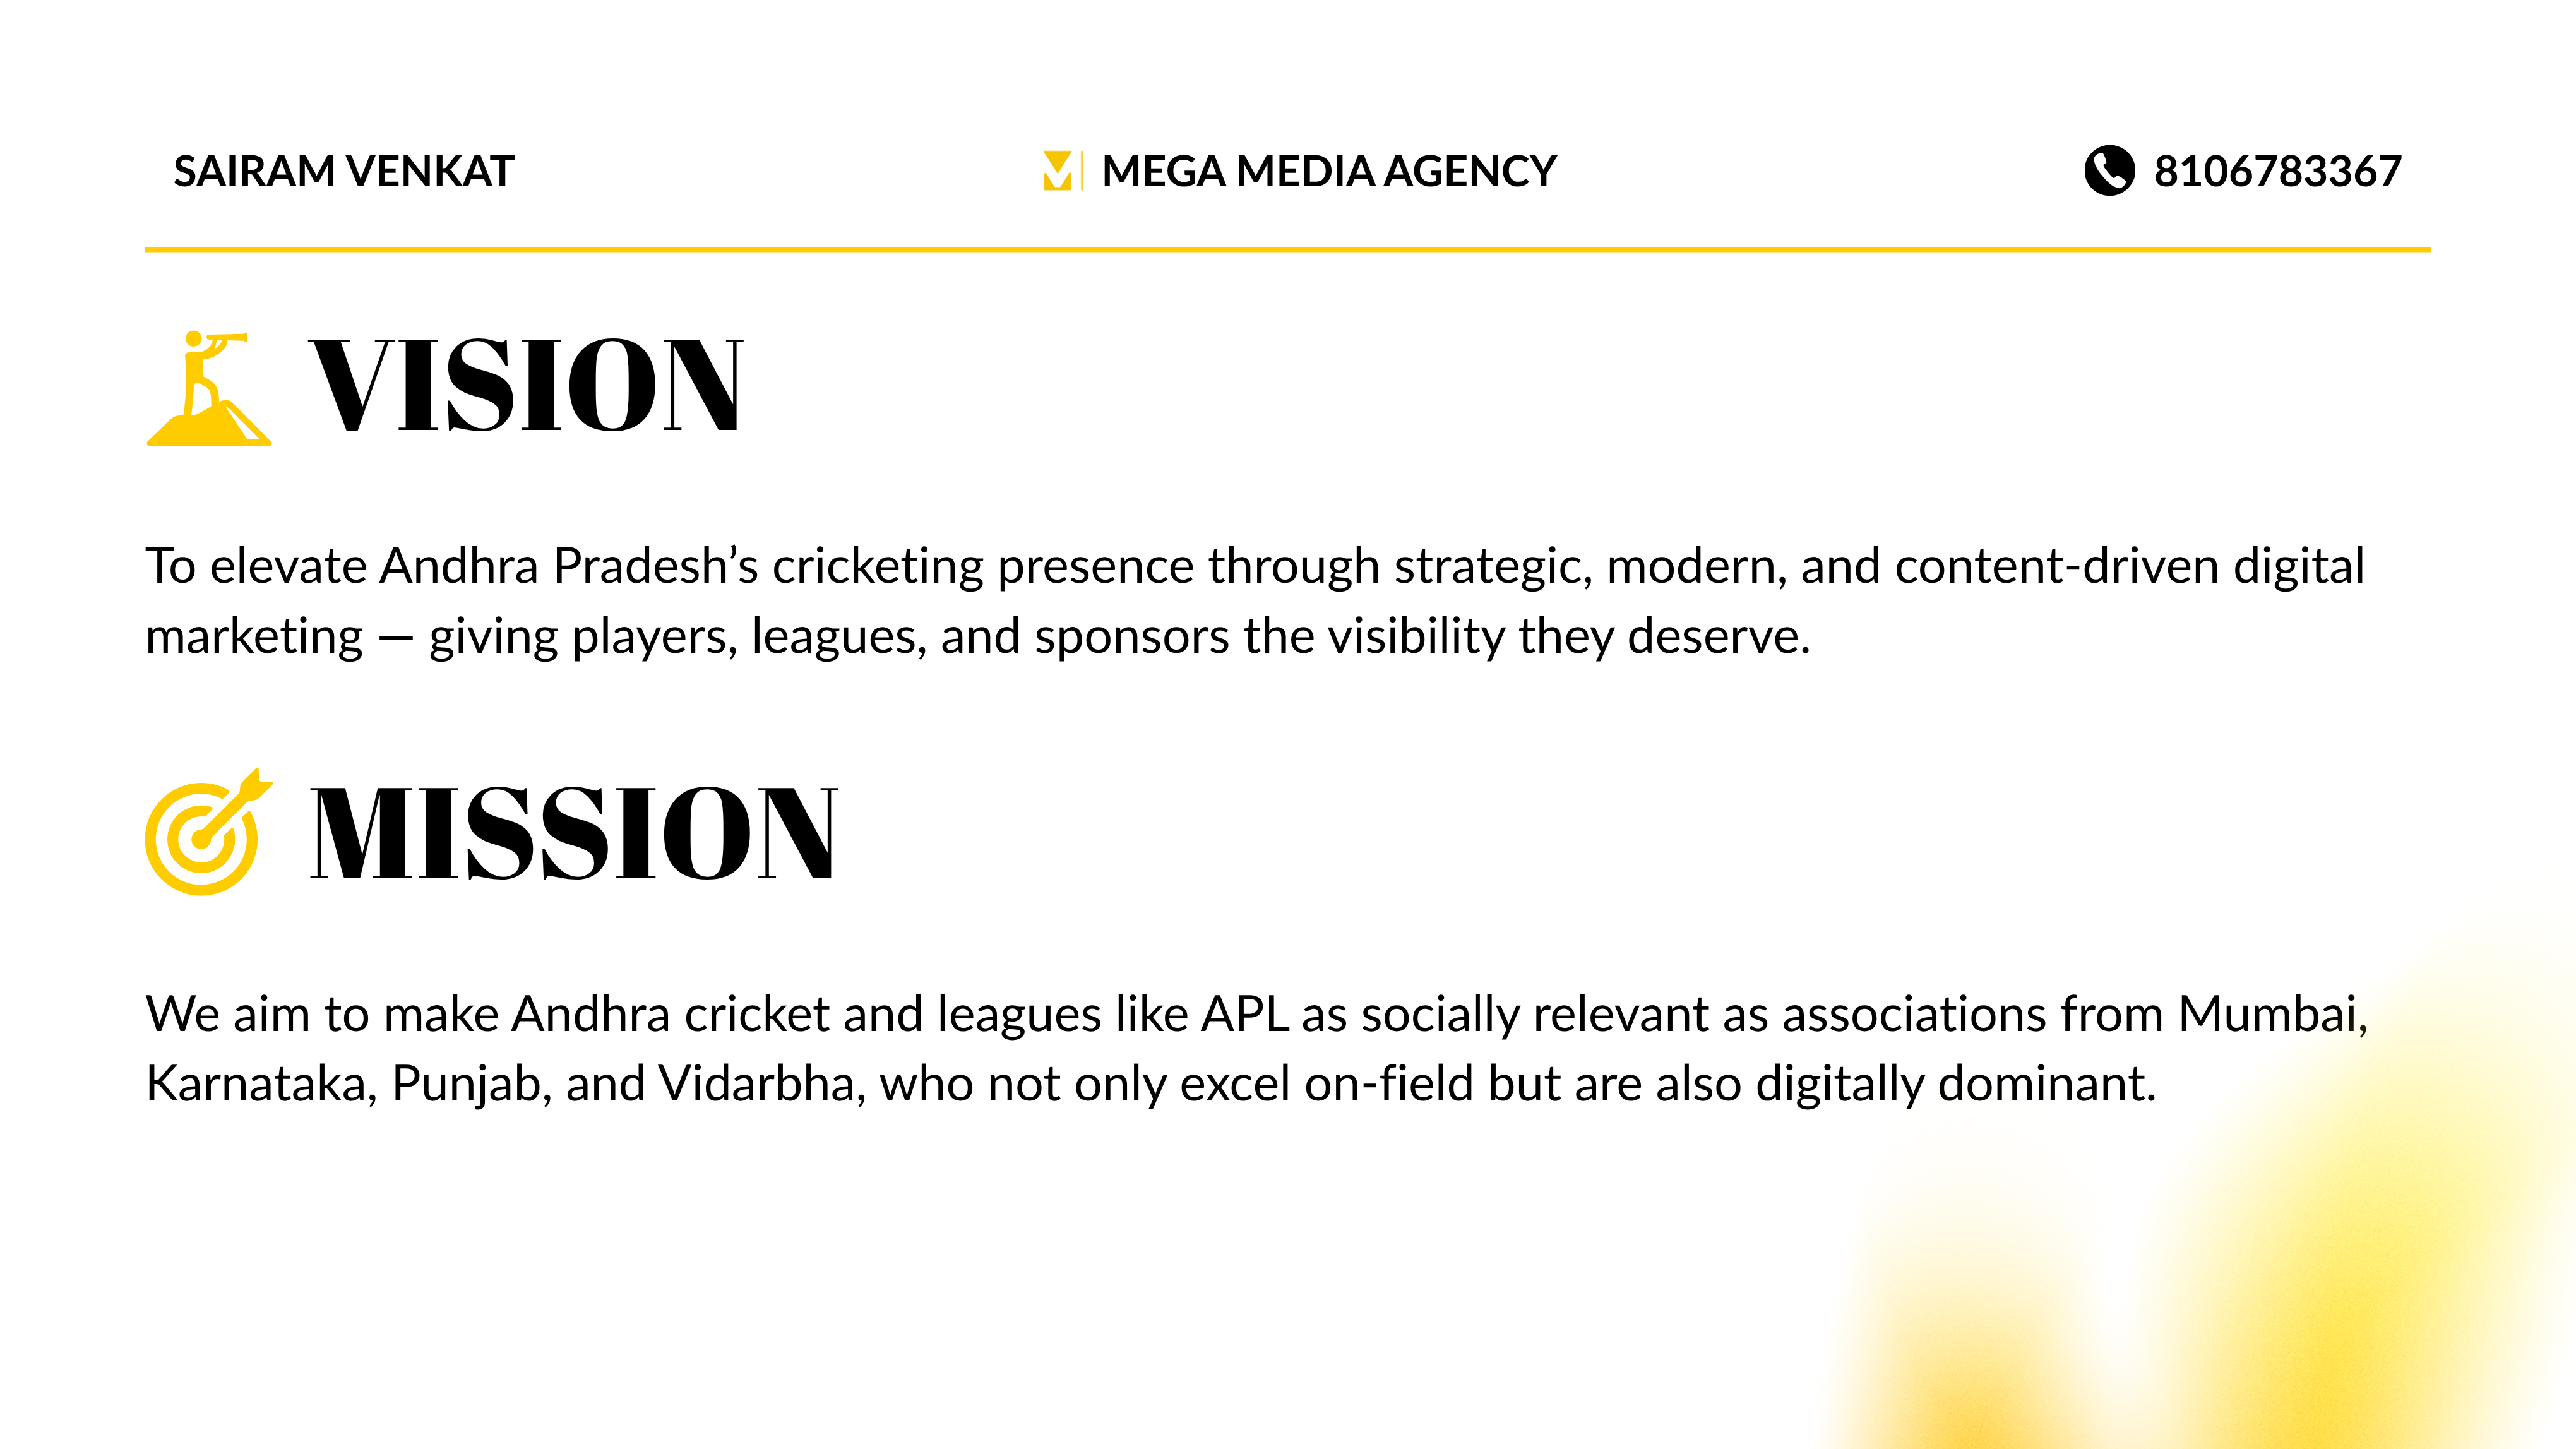 SAIRAM VENKAT
MEGA MEDIA AGENCY
8106783367
VISION
To elevate Andhra Pradesh’s cricketing presence through strategic, modern, and content-driven digital
marketing — giving players, leagues, and sponsors the visibility they deserve.
MISSION
We aim to make Andhra cricket and leagues like APL as socially relevant as associations from Mumbai,
Karnataka, Punjab, and Vidarbha, who not only excel on-field but are also digitally dominant.